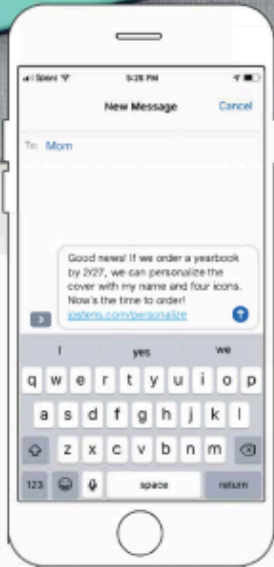 Sprint 5:28 PM
New Message Cancel
To: Mom
Good news! If we order a yearbook
by 2/27, we can personalize the
cover with my name and four icons.
Now's the time to order!
jostens.com/personalize
I yes we
q w e r t y u i o p
a s d f g h j k l
z x c v b n m
123 space return